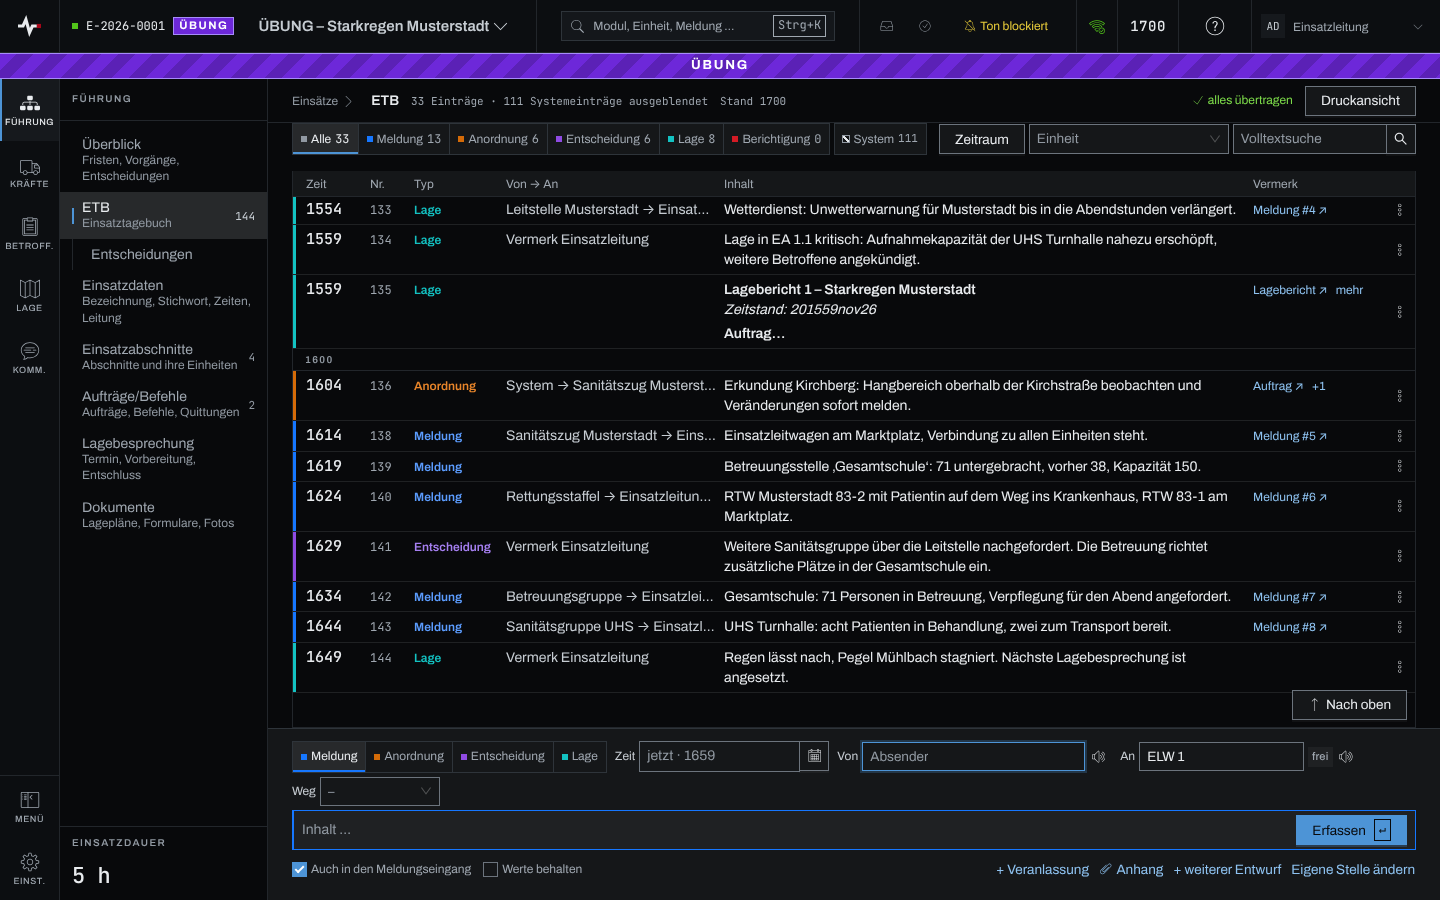 E-2026-0001 ÜBUNG ÜBUNG – Starkregen Musterstadt Modul, Einheit, Meldung ... Strg+K Ton blockiert 1700 ? AD Einsatzleitung
ÜBUNG
FÜHRUNG
KRÄFTE
BETROFF.
LAGE
KOMM.
MENÜ
EINST.
FÜHRUNG
Überblick
Fristen, Vorgänge,
Entscheidungen
ETB
Einsatztagebuch 144
Entscheidungen
Einsatzdaten
Bezeichnung, Stichwort, Zeiten,
Leitung
Einsatzabschnitte
Abschnitte und ihre Einheiten 4
Aufträge/Befehle
Aufträge, Befehle, Quittungen 2
Lagebesprechung
Termin, Vorbereitung,
Entschluss
Dokumente
Lagepläne, Formulare, Fotos
EINSATZDAUER
5 h
Einsätze ETB 33 Einträge · 111 Systemeinträge ausgeblendet Stand 1700 alles übertragen Druckansicht
Alle 33 Meldung 13 Anordnung 6 Entscheidung 6 Lage 8 Berichtigung 0 System 111 Zeitraum Einheit Volltextsuche
Zeit Nr. Typ Von → An Inhalt Vermerk
1554 133 Lage Leitstelle Musterstadt → Einsat... Wetterdienst: Unwetterwarnung für Musterstadt bis in die Abendstunden verlängert. Meldung #4 ↗
1559 134 Lage Vermerk Einsatzleitung Lage in EA 1.1 kritisch: Aufnahmekapazität der UHS Turnhalle nahezu erschöpft,
weitere Betroffene angekündigt.
1559 135 Lage Lagebericht 1 – Starkregen Musterstadt Lagebericht ↗ mehr
Zeitstand: 201559nov26
Auftrag...
1600
1604 136 Anordnung System → Sanitätszug Musterst... Erkundung Kirchberg: Hangbereich oberhalb der Kirchstraße beobachten und Auftrag ↗ +1
Veränderungen sofort melden.
1614 138 Meldung Sanitätszug Musterstadt → Eins... Einsatzleitwagen am Marktplatz, Verbindung zu allen Einheiten steht. Meldung #5 ↗
1619 139 Meldung Betreuungsstelle ‚Gesamtschule‘: 71 untergebracht, vorher 38, Kapazität 150.
1624 140 Meldung Rettungsstaffel → Einsatzleitun... RTW Musterstadt 83-2 mit Patientin auf dem Weg ins Krankenhaus, RTW 83-1 am Meldung #6 ↗
Marktplatz.
1629 141 Entscheidung Vermerk Einsatzleitung Weitere Sanitätsgruppe über die Leitstelle nachgefordert. Die Betreuung richtet
zusätzliche Plätze in der Gesamtschule ein.
1634 142 Meldung Betreuungsgruppe → Einsatzlei... Gesamtschule: 71 Personen in Betreuung, Verpflegung für den Abend angefordert. Meldung #7 ↗
1644 143 Meldung Sanitätsgruppe UHS → Einsatzl... UHS Turnhalle: acht Patienten in Behandlung, zwei zum Transport bereit. Meldung #8 ↗
1649 144 Lage Vermerk Einsatzleitung Regen lässt nach, Pegel Mühlbach stagniert. Nächste Lagebesprechung ist
angesetzt.
↑ Nach oben
Meldung Anordnung Entscheidung Lage Zeit jetzt · 1659 Von Absender An ELW 1 frei
Weg –
Inhalt ... Erfassen ↵
Auch in den Meldungseingang Werte behalten + Veranlassung Anhang + weiterer Entwurf Eigene Stelle ändern